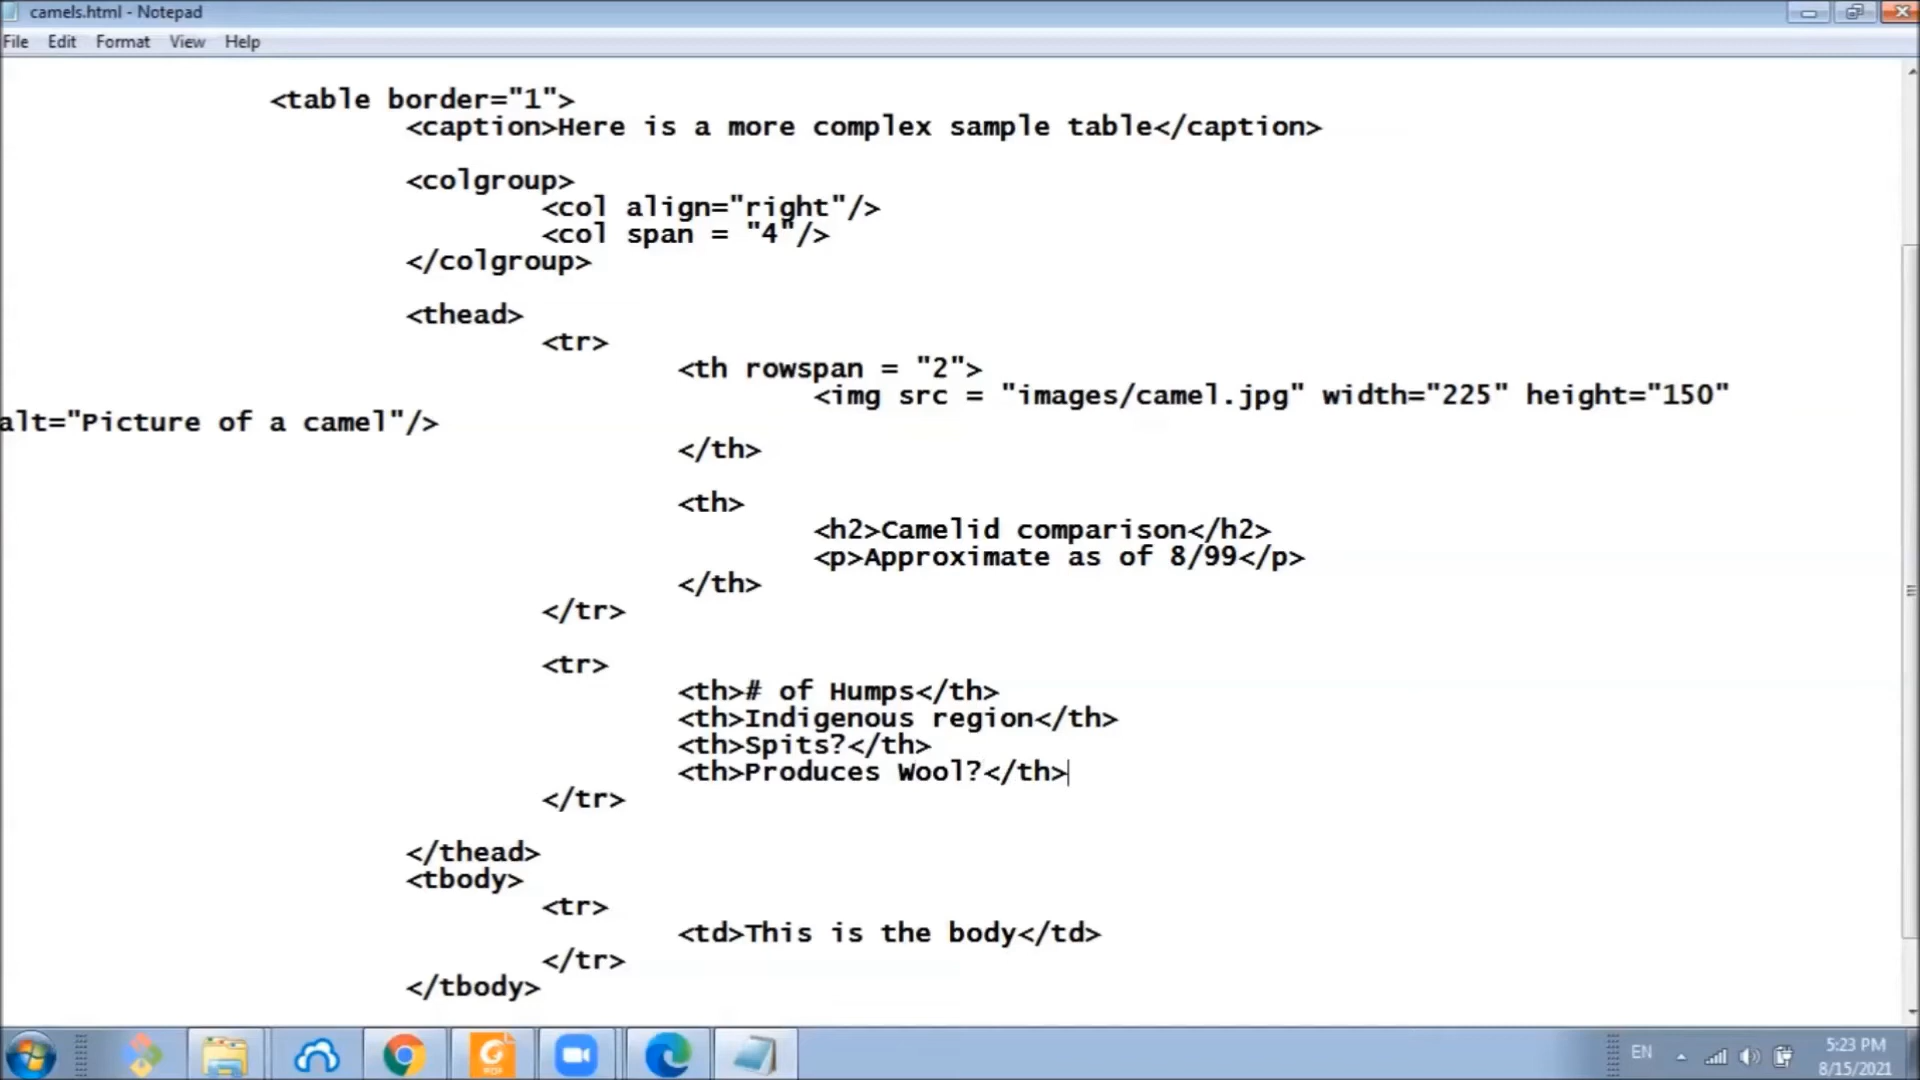 camels.html - Notepad
File Edit Format View Help
<table border="1">
<caption>Here is a more complex sample table</caption>
<colgroup>
<col align="right"/>
<col span = "4"/>
</colgroup>
<thead>
<tr>
<th rowspan = "2">
<img src = "images/camel.jpg" width="225" height="150"
alt="Picture of a camel"/>
</th>
<th>
<h2>Camelid comparison</h2>
<p>Approximate as of 8/99</p>
</th>
</tr>
<tr>
<th># of Humps</th>
<th>Indigenous region</th>
<th>Spits?</th>
<th>Produces Wool?</th>
</tr>
</thead>
<tbody>
<tr>
<td>This is the body</td>
</tr>
</tbody>
PDF
EN
5:23 PM
8/15/2021